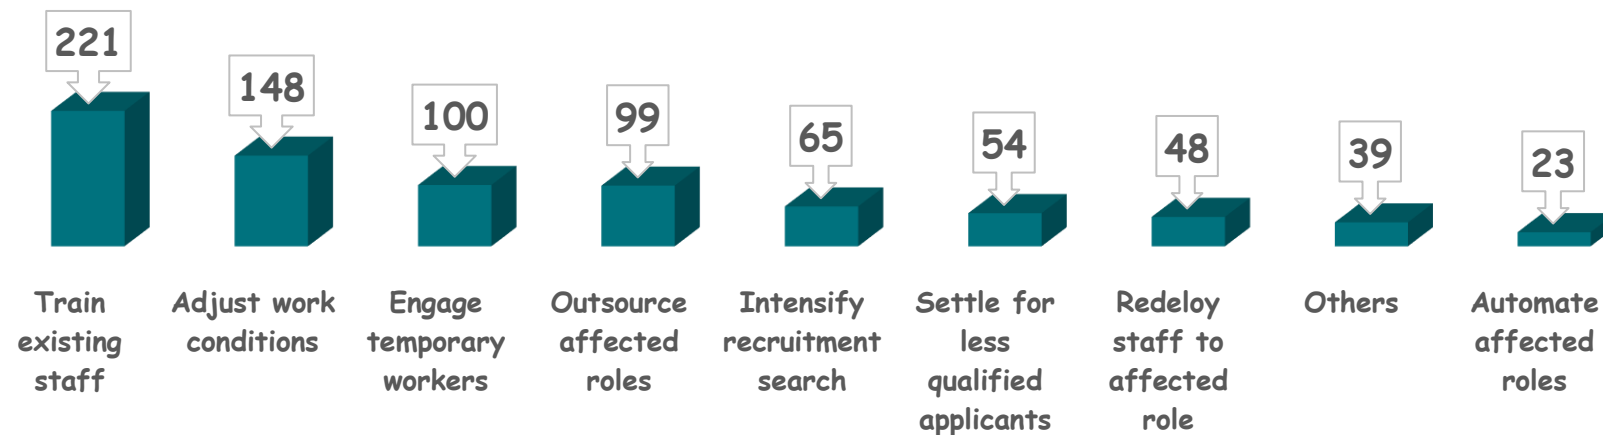 221
148
100
99
65
54
48
39
23
Train
existing
staff
Adjust work
conditions
Engage
temporary
workers
Outsource
affected
roles
Intensify
recruitment
search
Settle for
less
qualified
applicants
Redeloy
staff to
affected
role
Others
Automate
affected
roles